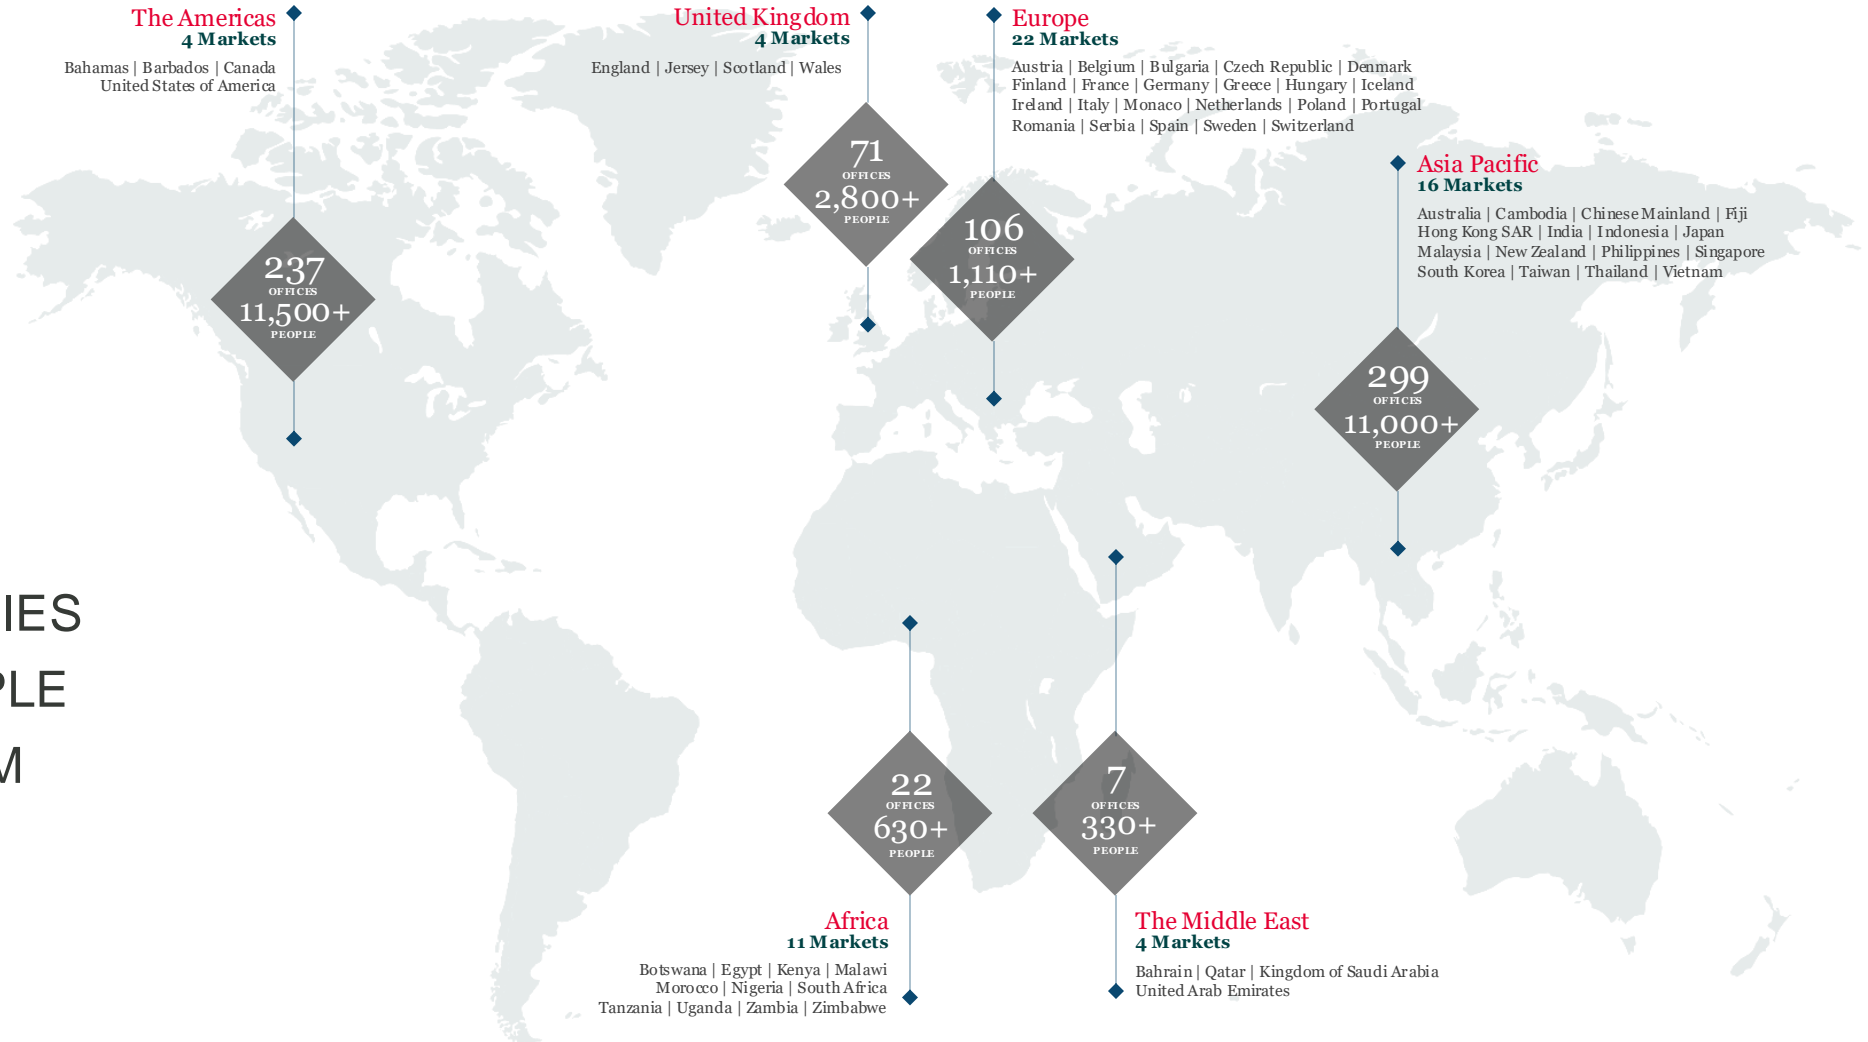 The Americas
4 Markets
Bahamas | Barbados | Canada
United States of America
237
OFFICES
11,500+
PEOPLE
United Kingdom
4 Markets
England | Jersey | Scotland | Wales
71
OFFICES
2,800+
PEOPLE
Europe
22 Markets
Austria | Belgium | Bulgaria | Czech Republic | Denmark
Finland | France | Germany | Greece | Hungary | Iceland
Ireland | Italy | Monaco | Netherlands | Poland | Portugal
Romania | Serbia | Spain | Sweden | Switzerland
106
OFFICES
1,110+
PEOPLE
Asia Pacific
16 Markets
Australia | Cambodia | Chinese Mainland | Fiji
Hong Kong SAR | India | Indonesia | Japan
Malaysia | New Zealand | Philippines | Singapore
South Korea | Taiwan | Thailand | Vietnam
299
OFFICES
11,000+
PEOPLE
IES
PLE
M
22
OFFICES
630+
PEOPLE
Africa
11 Markets
Botswana | Egypt | Kenya | Malawi
Morocco | Nigeria | South Africa
Tanzania | Uganda | Zambia | Zimbabwe
7
OFFICES
330+
PEOPLE
The Middle East
4 Markets
Bahrain | Qatar | Kingdom of Saudi Arabia
United Arab Emirates